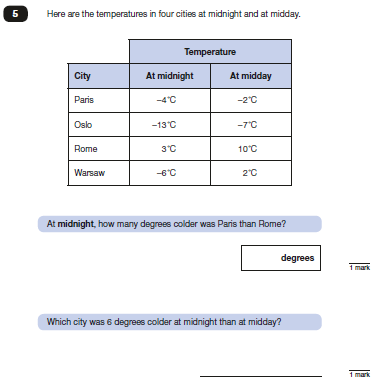 5 Here are the temperatures in four cities at midnight and at midday.
Temperature
City At midnight At midday
Paris –4°C –2°C
Oslo –13°C –7°C
Rome 3°C 10°C
Warsaw –6°C 2°C
At midnight, how many degrees colder was Paris than Rome?
degrees
1 mark
Which city was 6 degrees colder at midnight than at midday?
1 mark